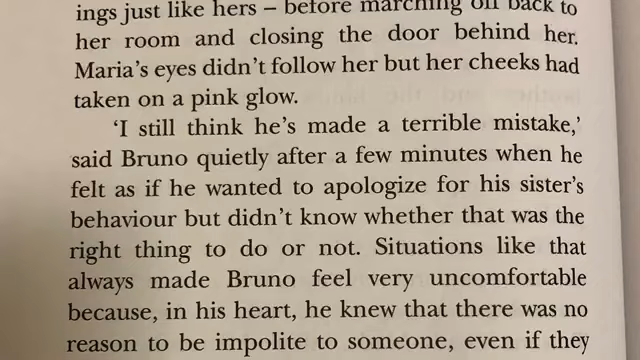 ings just like hers – before marching off back to
her room and closing the door behind her.
Maria’s eyes didn’t follow her but her cheeks had
taken on a pink glow.
‘I still think he’s made a terrible mistake,’
said Bruno quietly after a few minutes when he
felt as if he wanted to apologize for his sister’s
behaviour but didn’t know whether that was the
right thing to do or not. Situations like that
always made Bruno feel very uncomfortable
because, in his heart, he knew that there was no
reason to be impolite to someone, even if they